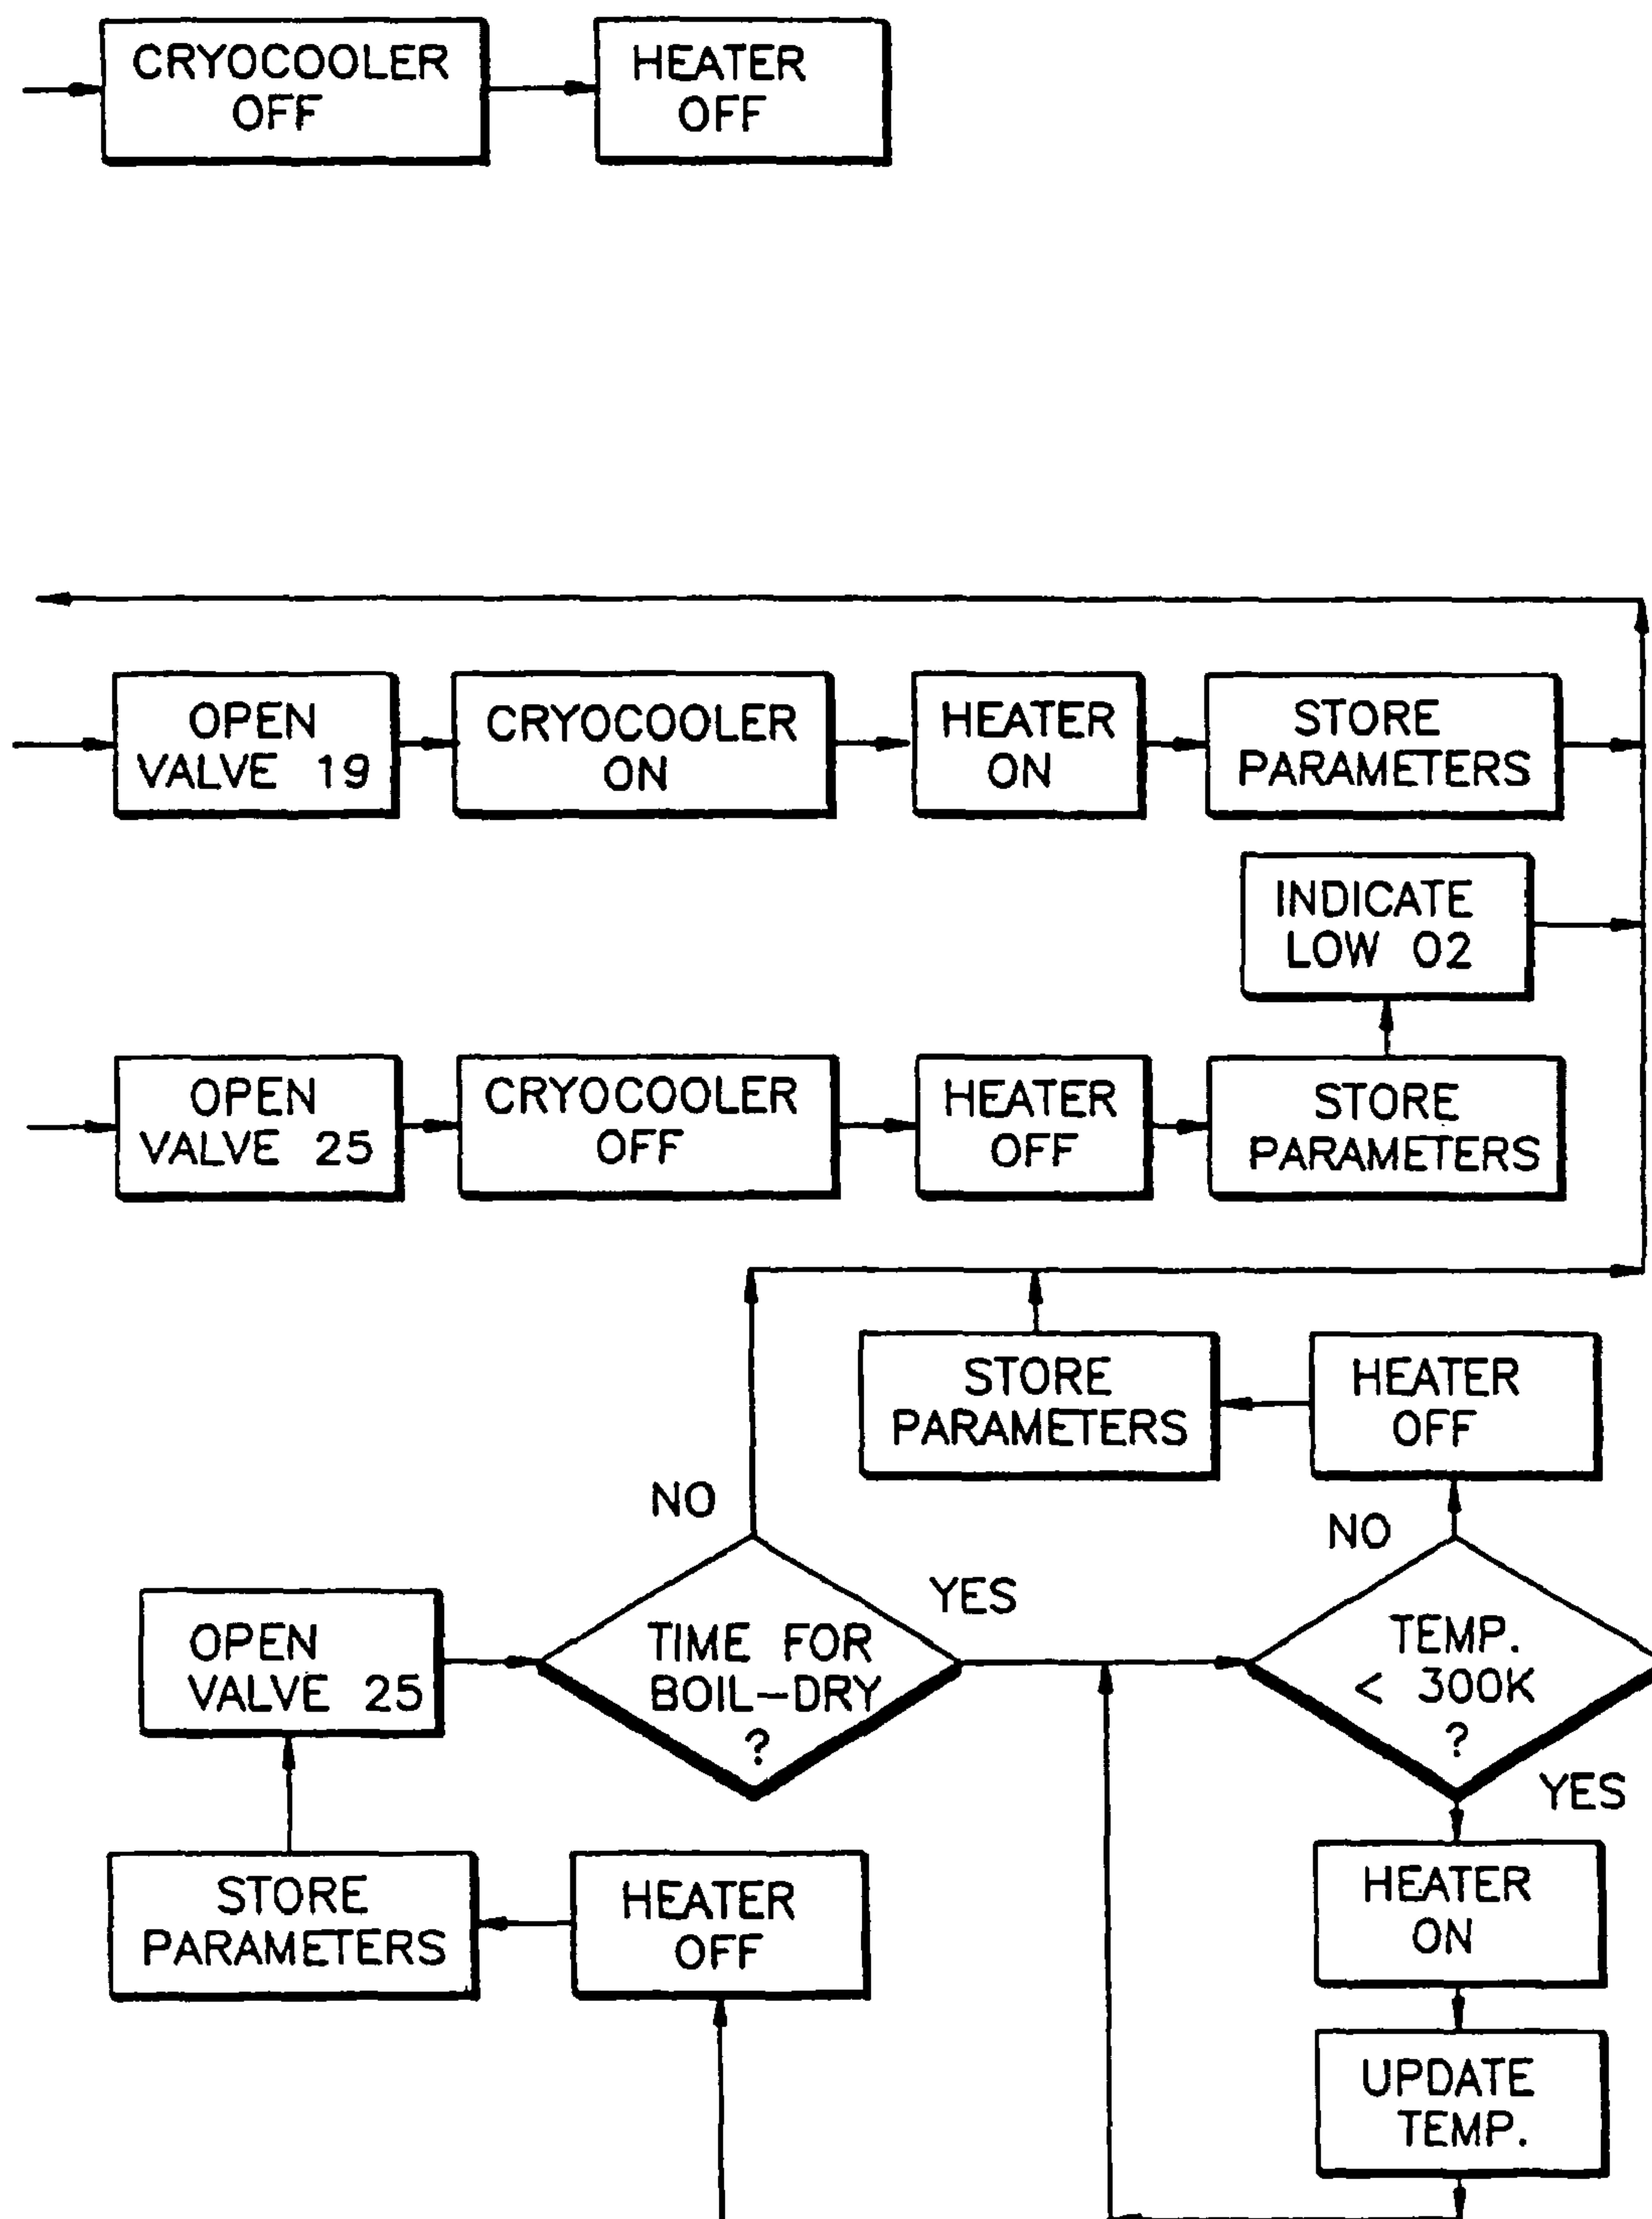 CRYOCOOLER
OFF
HEATER
OFF
OPEN
VALVE 19
CRYOCOOLER
ON
HEATER
ON
STORE
PARAMETERS
INDICATE
LOW O2
OPEN
VALVE 25
CRYOCOOLER
OFF
HEATER
OFF
STORE
PARAMETERS
STORE
PARAMETERS
HEATER
OFF
NO
NO
YES
OPEN
VALVE 25
TIME FOR
BOIL-DRY
?
TEMP.
< 300K
?
YES
STORE
PARAMETERS
HEATER
OFF
HEATER
ON
UPDATE
TEMP.